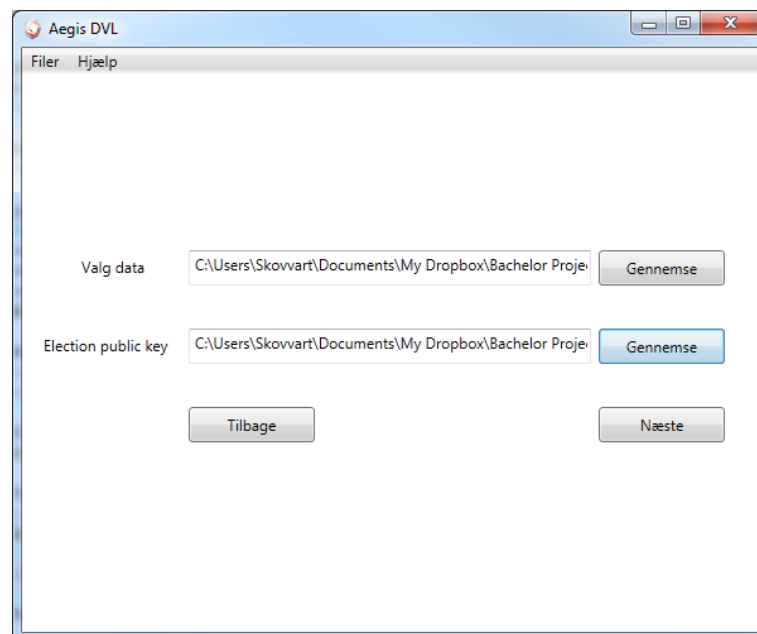 Aegis DVL
Filer Hjælp
Valg data C:\Users\Skovvart\Documents\My Dropbox\Bachelor Proje Gennemse
Election public key C:\Users\Skovvart\Documents\My Dropbox\Bachelor Proje Gennemse
Tilbage Næste